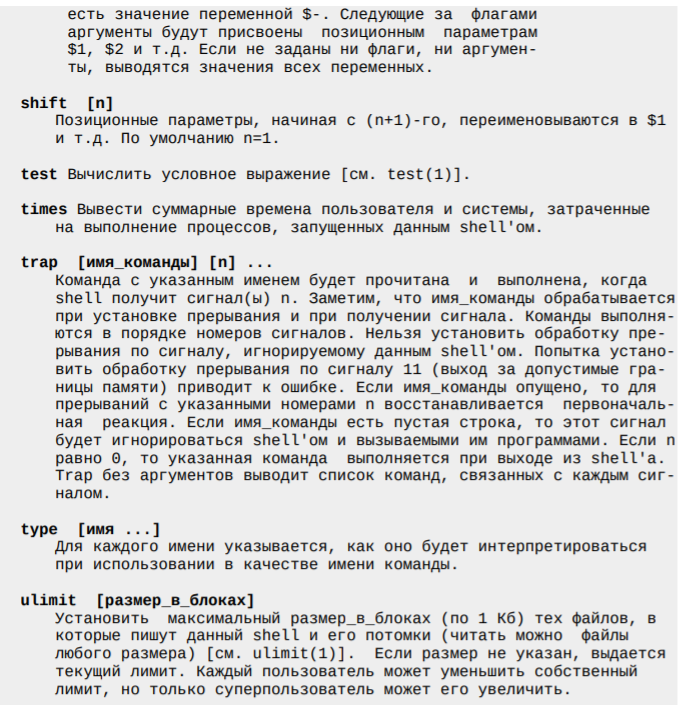 есть значение переменной $-. Следующие за флагами
аргументы будут присвоены позиционным параметрам
$1, $2 и т.д. Если не заданы ни флаги, ни аргумен-
ты, выводятся значения всех переменных.
shift [n]
Позиционные параметры, начиная с (n+1)-го, переименовываются в $1
и т.д. По умолчанию n=1.
test Вычислить условное выражение [см. test(1)].
times Вывести суммарные времена пользователя и системы, затраченные
на выполнение процессов, запущенных данным shell'ом.
trap [имя_команды] [n] ...
Команда с указанным именем будет прочитана и выполнена, когда
shell получит сигнал(ы) n. Заметим, что имя_команды обрабатывается
при установке прерывания и при получении сигнала. Команды выполня-
ются в порядке номеров сигналов. Нельзя установить обработку пре-
рывания по сигналу, игнорируемому данным shell'ом. Попытка устано-
вить обработку прерывания по сигналу 11 (выход за допустимые гра-
ницы памяти) приводит к ошибке. Если имя_команды опущено, то для
прерываний с указанными номерами n восстанавливается первоначаль-
ная реакция. Если имя_команды есть пустая строка, то этот сигнал
будет игнорироваться shell'ом и вызываемыми им программами. Если n
равно 0, то указанная команда выполняется при выходе из shell'а.
Trap без аргументов выводит список команд, связанных с каждым сиг-
налом.
type [имя ...]
Для каждого имени указывается, как оно будет интерпретироваться
при использовании в качестве имени команды.
ulimit [размер_в_блоках]
Установить максимальный размер_в_блоках (по 1 Кб) тех файлов, в
которые пишут данный shell и его потомки (читать можно файлы
любого размера) [см. ulimit(1)]. Если размер не указан, выдается
текущий лимит. Каждый пользователь может уменьшить собственный
лимит, но только суперпользователь может его увеличить.